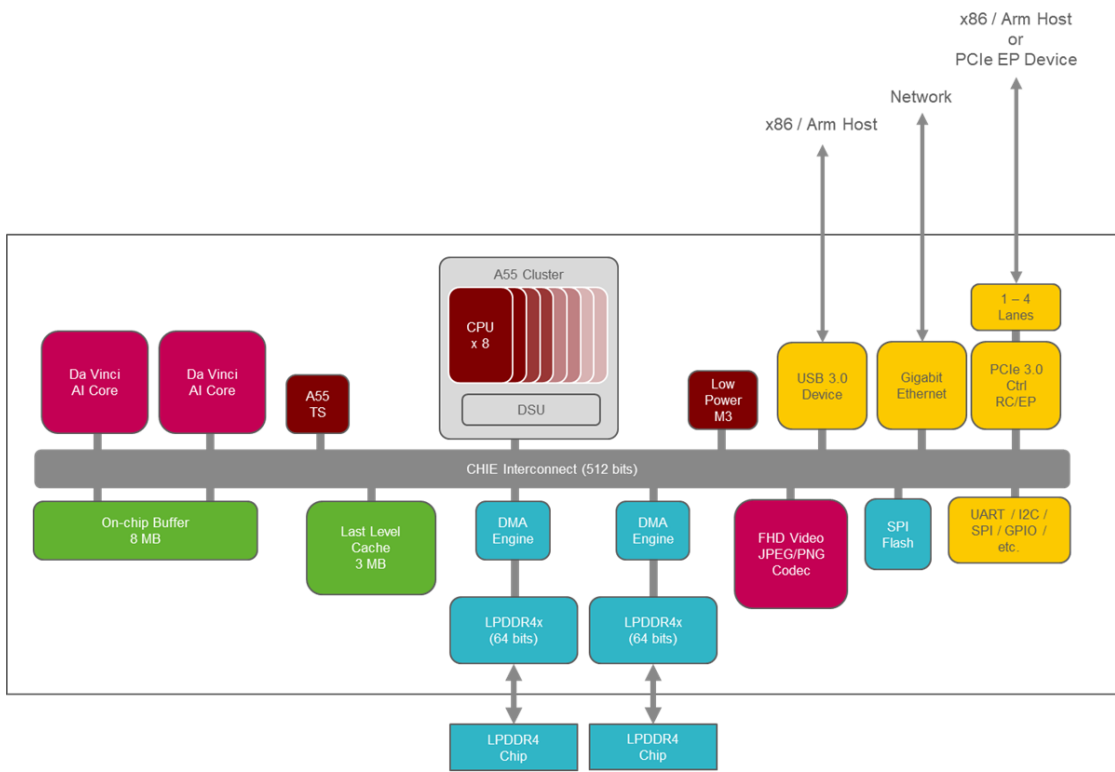 x86 / Arm Host
or
PCIe EP Device
Network
x86 / Arm Host
A55 Cluster
CPU
x 8
DSU
1 – 4
Lanes
Da Vinci
AI Core
Da Vinci
AI Core
A55
TS
Low
Power
M3
USB 3.0
Device
Gigabit
Ethernet
PCIe 3.0
Ctrl
RC/EP
CHIE Interconnect (512 bits)
On-chip Buffer
8 MB
Last Level
Cache
3 MB
DMA
Engine
DMA
Engine
FHD Video
JPEG/PNG
Codec
SPI
Flash
UART / I2C /
SPI / GPIO /
etc.
LPDDR4x
(64 bits)
LPDDR4x
(64 bits)
LPDDR4
Chip
LPDDR4
Chip